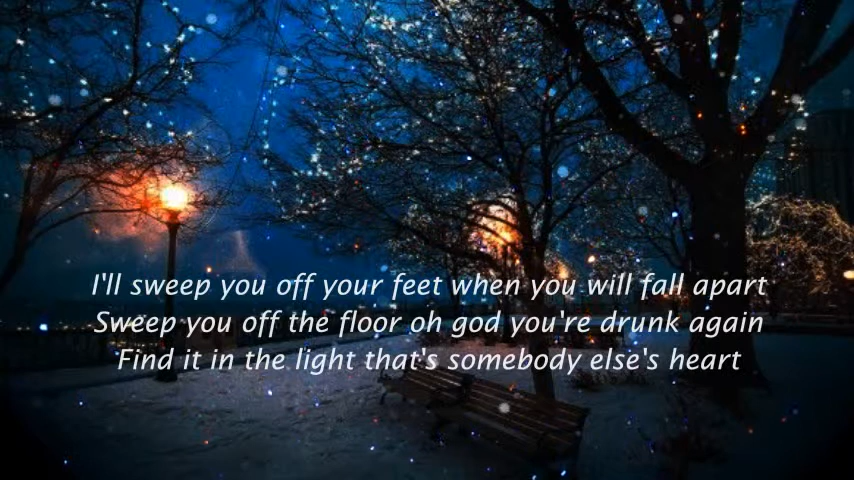 I'll sweep you off your feet when you will fall apart
Sweep you off the floor oh god you're drunk again
Find it in the light that's somebody else's heart